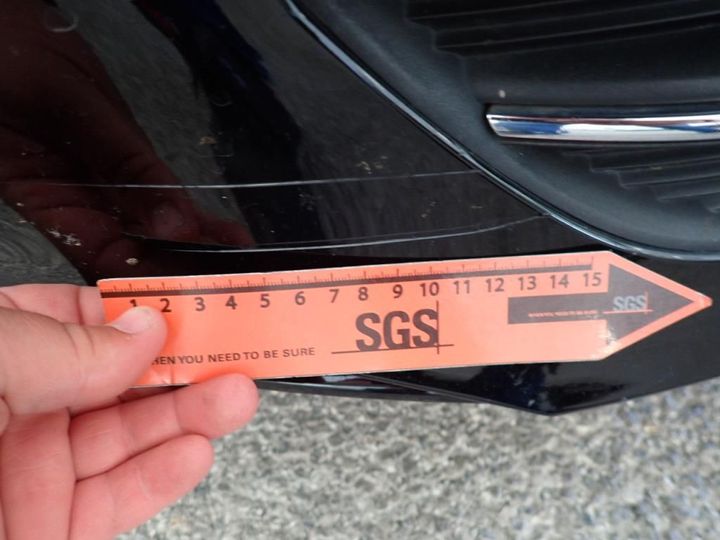 1 2 3 4 5 6 7 8 9 10 11 12 13 14 15
SGS
SGS
HEN YOU NEED TO BE SURE